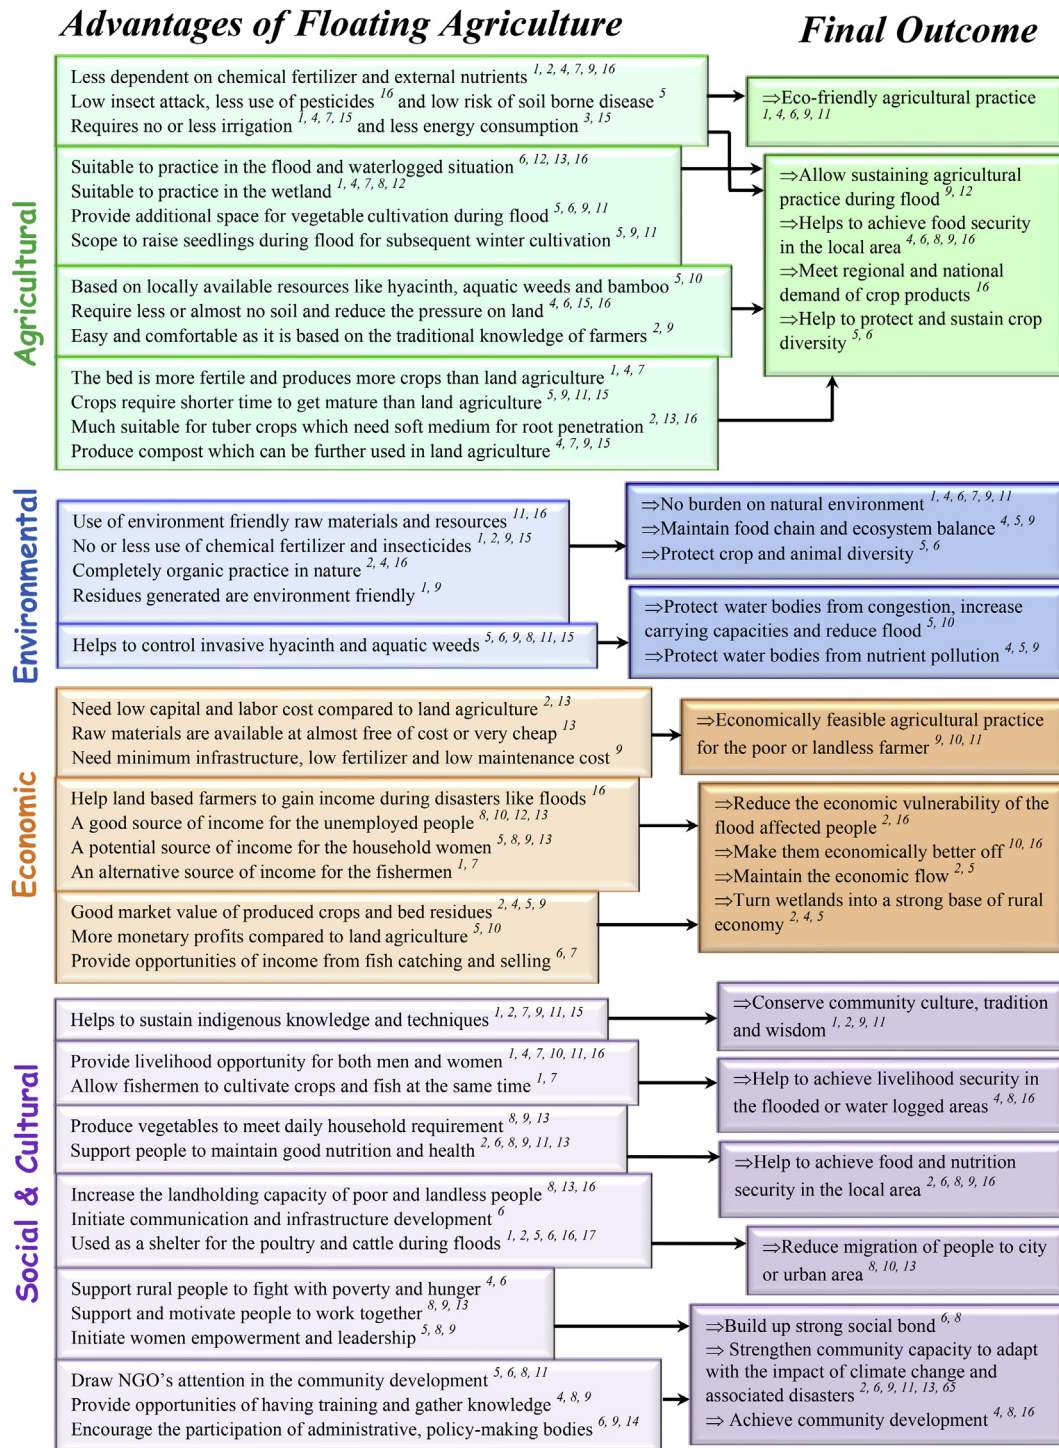 Advantages of Floating Agriculture
Final Outcome
Agricultural
Less dependent on chemical fertilizer and external nutrients 1, 2, 4, 7, 9, 16
Low insect attack, less use of pesticides 16 and low risk of soil borne disease 5
Requires no or less irrigation 1, 4, 7, 15 and less energy consumption 3, 15
⇒Eco-friendly agricultural practice
1, 4, 6, 9, 11
Suitable to practice in the flood and waterlogged situation 6, 12, 13, 16
Suitable to practice in the wetland 1, 4, 7, 8, 12
Provide additional space for vegetable cultivation during flood 5, 6, 9, 11
Scope to raise seedlings during flood for subsequent winter cultivation 5, 9, 11
Based on locally available resources like hyacinth, aquatic weeds and bamboo 5, 10
Require less or almost no soil and reduce the pressure on land 4, 6, 15, 16
Easy and comfortable as it is based on the traditional knowledge of farmers 2, 9
The bed is more fertile and produces more crops than land agriculture 1, 4, 7
Crops require shorter time to get mature than land agriculture 5, 9, 11, 15
Much suitable for tuber crops which need soft medium for root penetration 2, 13, 16
Produce compost which can be further used in land agriculture 4, 7, 9, 15
⇒Allow sustaining agricultural
practice during flood 9, 12
⇒Helps to achieve food security
in the local area 4, 6, 8, 9, 16
⇒Meet regional and national
demand of crop products 16
⇒Help to protect and sustain crop
diversity 5, 6
Environmental
Use of environment friendly raw materials and resources 11, 16
No or less use of chemical fertilizer and insecticides 1, 2, 9, 15
Completely organic practice in nature 2, 4, 16
Residues generated are environment friendly 1, 9
⇒No burden on natural environment 1, 4, 6, 7, 9, 11
⇒Maintain food chain and ecosystem balance 4, 5, 9
⇒Protect crop and animal diversity 5, 6
Helps to control invasive hyacinth and aquatic weeds 5, 6, 9, 8, 11, 15
⇒Protect water bodies from congestion, increase
carrying capacities and reduce flood 5, 10
⇒Protect water bodies from nutrient pollution 4, 5, 9
Economic
Need low capital and labor cost compared to land agriculture 2, 13
Raw materials are available at almost free of cost or very cheap 13
Need minimum infrastructure, low fertilizer and low maintenance cost 9
⇒Economically feasible agricultural practice
for the poor or landless farmer 9, 10, 11
Help land based farmers to gain income during disasters like floods 16
A good source of income for the unemployed people 8, 10, 12, 13
A potential source of income for the household women 5, 8, 9, 13
An alternative source of income for the fishermen 1, 7
Good market value of produced crops and bed residues 2, 4, 5, 9
More monetary profits compared to land agriculture 5, 10
Provide opportunities of income from fish catching and selling 6, 7
⇒Reduce the economic vulnerability of the
flood affected people 2, 16
⇒Make them economically better off 10, 16
⇒Maintain the economic flow 2, 5
⇒Turn wetlands into a strong base of rural
economy 2, 4, 5
Social & Cultural
Helps to sustain indigenous knowledge and techniques 1, 2, 7, 9, 11, 15
⇒Conserve community culture, tradition
and wisdom 1, 2, 9, 11
Provide livelihood opportunity for both men and women 1, 4, 7, 10, 11, 16
Allow fishermen to cultivate crops and fish at the same time 1, 7
⇒Help to achieve livelihood security in
the flooded or water logged areas 4, 8, 16
Produce vegetables to meet daily household requirement 8, 9, 13
Support people to maintain good nutrition and health 2, 6, 8, 9, 11, 13
⇒Help to achieve food and nutrition
security in the local area 2, 6, 8, 9, 16
Increase the landholding capacity of poor and landless people 8, 13, 16
Initiate communication and infrastructure development 6
Used as a shelter for the poultry and cattle during floods 1, 2, 5, 6, 16, 17
⇒Reduce migration of people to city
or urban area 8, 10, 13
Support rural people to fight with poverty and hunger 4, 6
Support and motivate people to work together 8, 9, 13
Initiate women empowerment and leadership 5, 8, 9
Draw NGO's attention in the community development 5, 6, 8, 11
Provide opportunities of having training and gather knowledge 4, 8, 9
Encourage the participation of administrative, policy-making bodies 6, 9, 14
⇒Build up strong social bond 6, 8
⇒ Strengthen community capacity to adapt
with the impact of climate change and
associated disasters 2, 6, 9, 11, 13, 65
⇒ Achieve community development 4, 8, 16